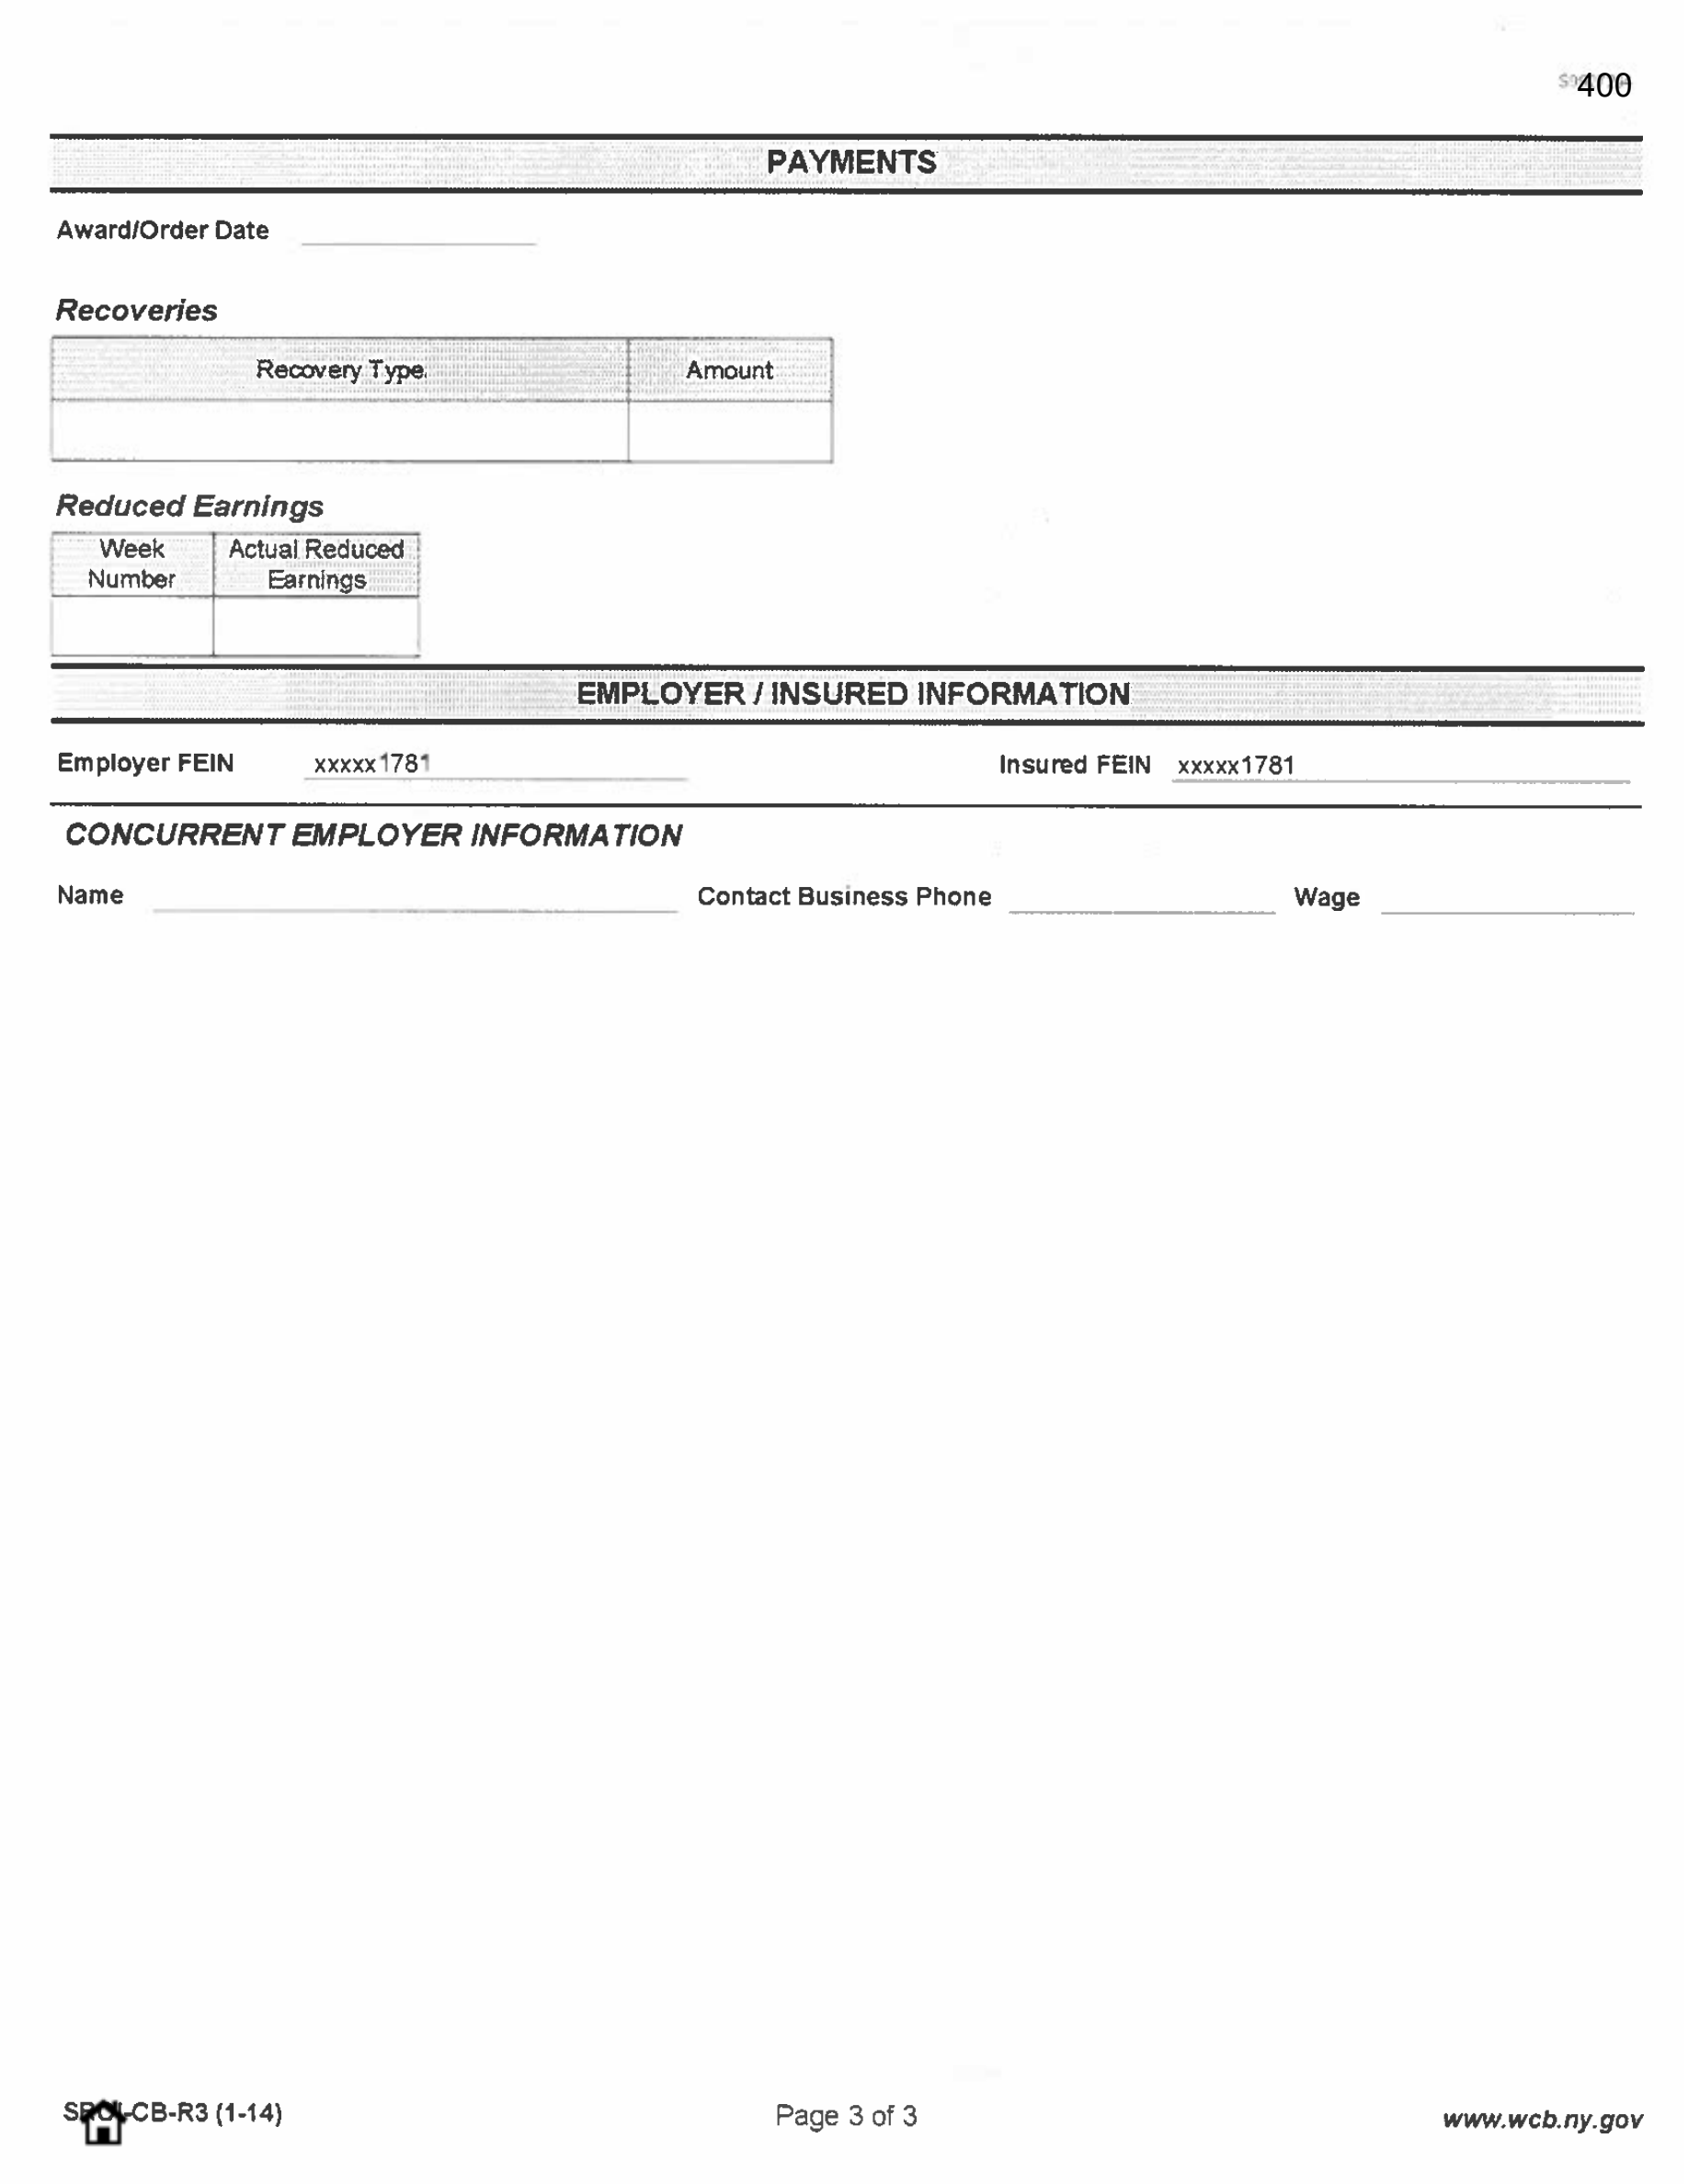 400
PAYMENTS
Award/Order Date
Recoveries
Recovery Type Amount
Reduced Earnings
Week Number Actual Reduced Earnings
EMPLOYER / INSURED INFORMATION
Employer FEIN xxxxx1781 Insured FEIN xxxxx1781
CONCURRENT EMPLOYER INFORMATION
Name Contact Business Phone Wage
-CB-R3 (1-14) Page 3 of 3 www.wcb.ny.gov